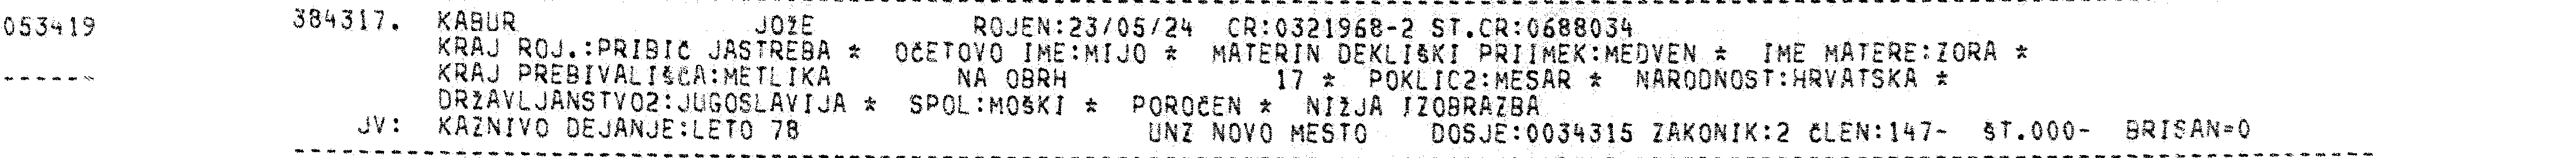 053419 384317. KABUR JOŽE ROJEN:23/05/24 CR:0321968-2 ST.CR:0688034
KRAJ ROJ.:PRIBIČ JASTREBA * OČETOVO IME:MIJO * MATERIN DEKLIŠKI PRIIMEK:MEDVEN * IME MATERE:ZORA *
KRAJ PREBIVALIŠČA:METLIKA NA OBRH 17 * POKLIC2:MESAR * NARODNOST:HRVATSKA *
DRŽAVLJANSTVO2:JUGOSLAVIJA * SPOL:MOŠKI * POROČEN * NIŽJA IZOBRAZBA
JV: KAZNIVO DEJANJE:LETO 78 UNZ NOVO MESTO DOSJE:0034315 ZAKONIK:2 ČLEN:147- ŠT.000- BRISAN=0